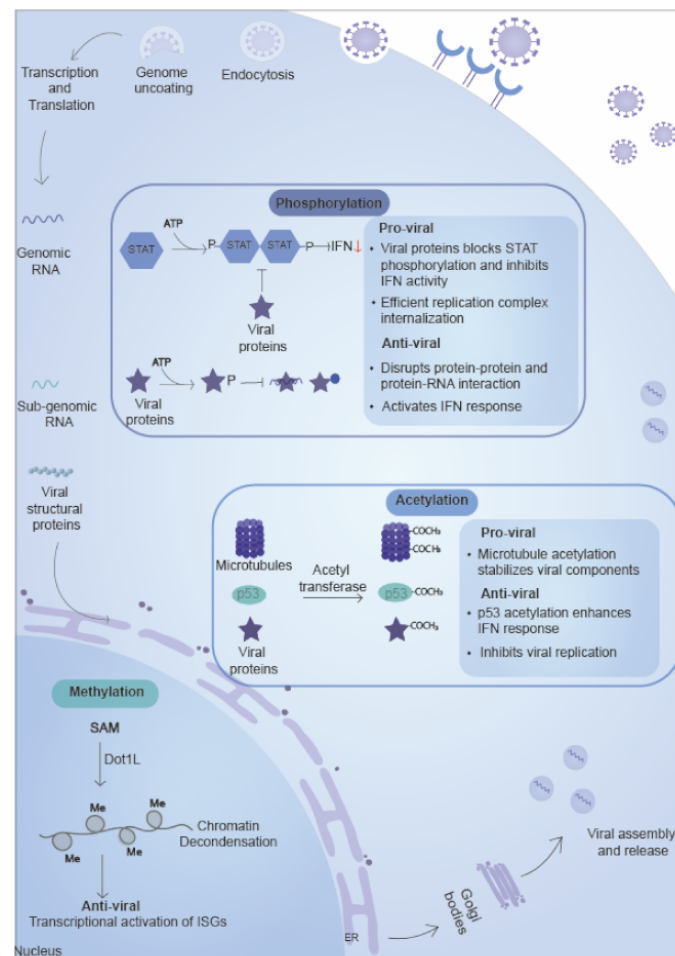 Transcription
and
Translation
Genome
uncoating
Endocytosis
Genomic
RNA
Sub-genomic
RNA
Viral
structural
proteins
Phosphorylation
STAT
ATP
P
STAT
STAT
P
IFN↓
Viral
proteins
ATP
P
Viral
proteins
Pro-viral
• Viral proteins blocks STAT
phosphorylation and inhibits
IFN activity
• Efficient replication complex
internalization
Anti-viral
• Disrupts protein-protein and
protein-RNA interaction
• Activates IFN response
Acetylation
Microtubules
p53
Viral
proteins
Acetyl
transferase
COCH₃
COCH₃
p53
COCH₃
COCH₃
Pro-viral
• Microtubule acetylation
stabilizes viral components
Anti-viral
• p53 acetylation enhances
IFN response
• Inhibits viral replication
Methylation
SAM
Dot1L
Me
Me
Me
Me
Chromatin
Decondensation
Anti-viral
Transcriptional activation of ISGs
Nucleus
ER
Golgi
bodies
Viral assembly
and release